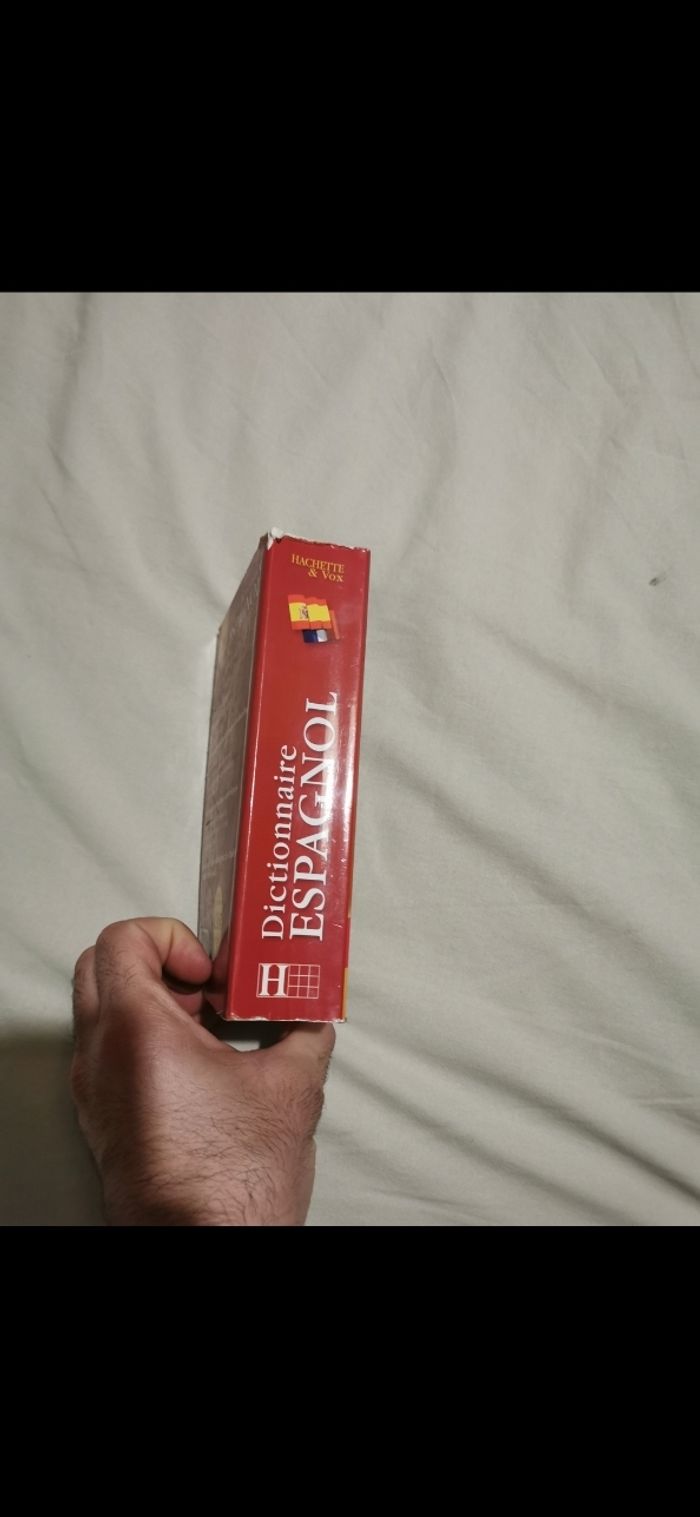 HACHETTE
& VOX
Dictionnaire
ESPAGNOL
H